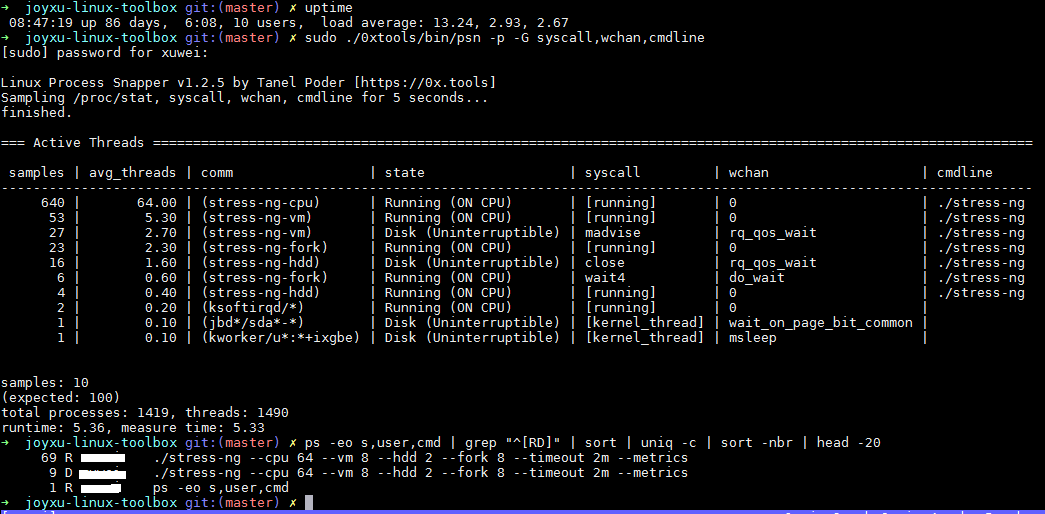 ➜  joyxu-linux-toolbox git:(master) ✗ uptime
 08:47:19 up 86 days,  6:08, 10 users,  load average: 13.24, 2.93, 2.67
➜  joyxu-linux-toolbox git:(master) ✗ sudo ./0xtools/bin/psn -p -G syscall,wchan,cmdline
[sudo] password for xuwei:
Linux Process Snapper v1.2.5 by Tanel Poder [https://0x.tools]
Sampling /proc/stat, syscall, wchan, cmdline for 5 seconds...
finished.
=== Active Threads ==============================================================================================================
 samples | avg_threads | comm                | state                  | syscall         | wchan                    | cmdline
---------------------------------------------------------------------------------------------------------------------------------
     640 |       64.00 | (stress-ng-cpu)     | Running (ON CPU)       | [running]       | 0                        | ./stress-ng
      53 |        5.30 | (stress-ng-vm)      | Running (ON CPU)       | [running]       | 0                        | ./stress-ng
      27 |        2.70 | (stress-ng-vm)      | Disk (Uninterruptible) | madvise         | rq_qos_wait              | ./stress-ng
      23 |        2.30 | (stress-ng-fork)    | Running (ON CPU)       | [running]       | 0                        | ./stress-ng
      16 |        1.60 | (stress-ng-hdd)     | Disk (Uninterruptible) | close           | rq_qos_wait              | ./stress-ng
       6 |        0.60 | (stress-ng-fork)    | Running (ON CPU)       | wait4           | do_wait                  | ./stress-ng
       4 |        0.40 | (stress-ng-hdd)     | Running (ON CPU)       | [running]       | 0                        | ./stress-ng
       2 |        0.20 | (ksoftirqd/*)       | Running (ON CPU)       | [running]       | 0                        |
       1 |        0.10 | (jbd*/sda*-*)       | Disk (Uninterruptible) | [kernel_thread] | wait_on_page_bit_common  |
       1 |        0.10 | (kworker/u*:*+ixgbe) | Disk (Uninterruptible) | [kernel_thread] | msleep                   |
samples: 10
(expected: 100)
total processes: 1419, threads: 1490
runtime: 5.36, measure time: 5.33
➜  joyxu-linux-toolbox git:(master) ✗ ps -eo s,user,cmd | grep "^[RD]" | sort | uniq -c | sort -nbr | head -20
     69 R ./stress-ng --cpu 64 --vm 8 --hdd 2 --fork 8 --timeout 2m --metrics
      9 D ./stress-ng --cpu 64 --vm 8 --hdd 2 --fork 8 --timeout 2m --metrics
      1 R ps -eo s,user,cmd
➜  joyxu-linux-toolbox git:(master) ✗